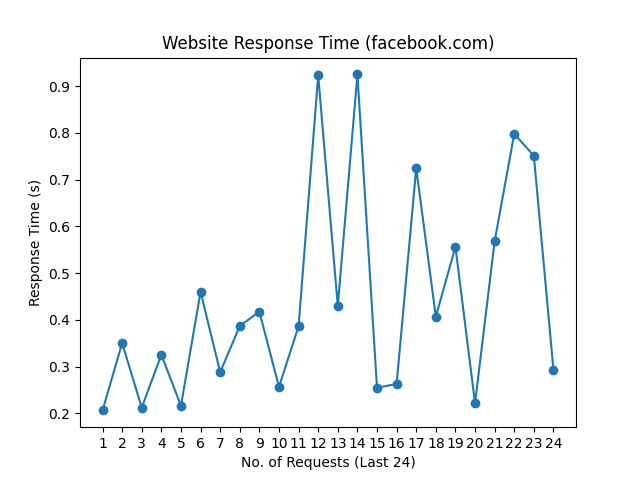 Website Response Time (facebook.com)
Response Time (s)
0.9
0.8
0.7
0.6
0.5
0.4
0.3
0.2
1 2 3 4 5 6 7 8 9 10 11 12 13 14 15 16 17 18 19 20 21 22 23 24
No. of Requests (Last 24)